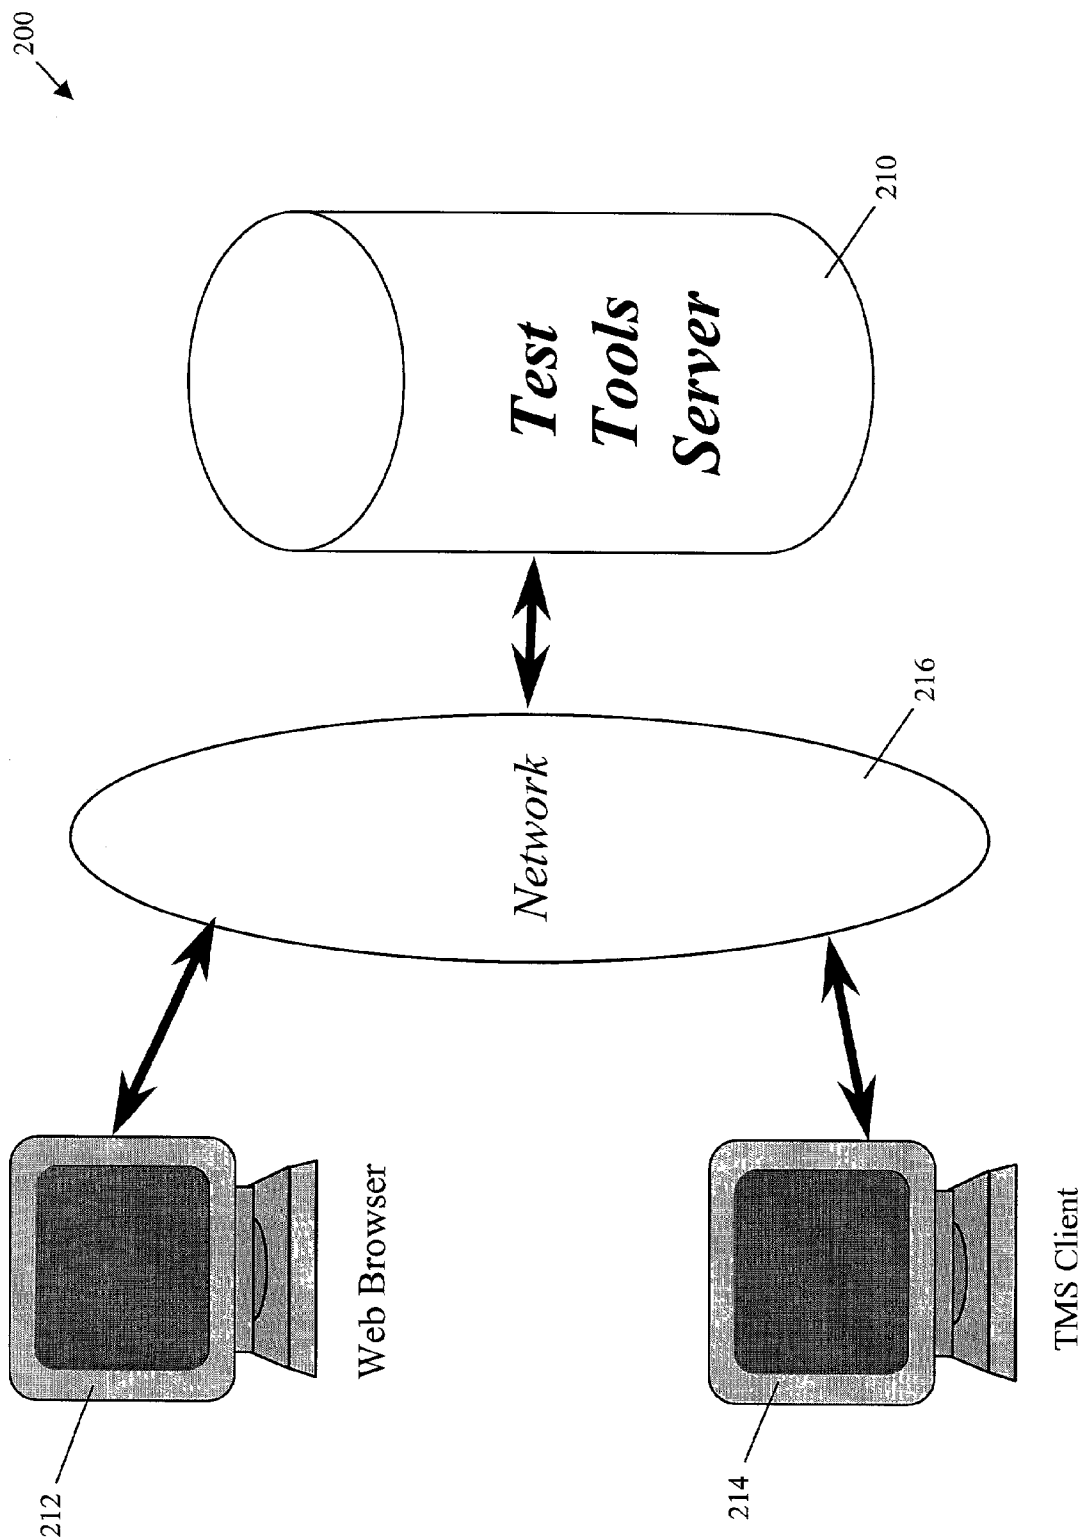 200
212
Web Browser
Network
Test
Tools
Server
210
216
214
TMS Client